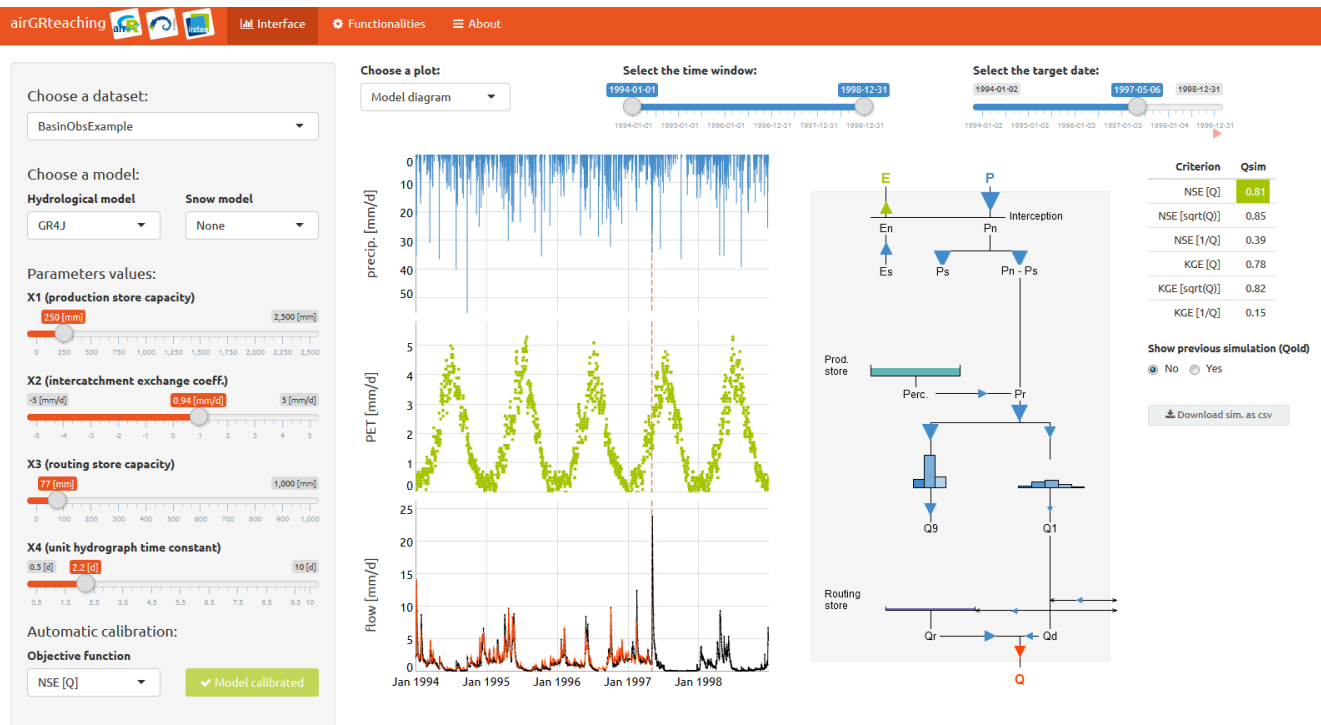 airGRteaching airGR irstea Interface Functionalities About
Choose a dataset:
BasinObsExample
Choose a model:
Hydrological model Snow model
GR4J None
Parameters values:
X1 (production store capacity)
250 [mm] 2,500 [mm]
0 250 500 750 1,000 1,250 1,500 1,750 2,000 2,250 2,500
X2 (intercatchment exchange coeff.)
-5 [mm/d] 0.94 [mm/d] 5 [mm/d]
-5 -4 -3 -2 -1 0 1 2 3 4 5
X3 (routing store capacity)
77 [mm] 1,000 [mm]
0 100 200 300 400 500 600 700 800 900 1,000
X4 (unit hydrograph time constant)
0.5 [d] 2.2 [d] 10 [d]
0.5 1.5 2.5 3.5 4.5 5.5 6.5 7.5 8.5 9.5 10
Automatic calibration:
Objective function
NSE [Q] Model calibrated
Choose a plot:
Model diagram
Select the time window:
1994-01-01 1998-12-31
1994-01-01 1995-01-01 1996-01-01 1996-12-31 1997-12-31 1998-12-31
Select the target date:
1994-01-02 1997-05-06 1998-12-31
1994-01-02 1995-01-02 1996-01-03 1997-01-03 1998-01-04 1998-12-31
precip. [mm/d]
0
10
20
30
40
50
PET [mm/d]
5
4
3
2
1
0
flow [mm/d]
25
20
15
10
5
0
Jan 1994 Jan 1995 Jan 1996 Jan 1997 Jan 1998
E P
Interception
En Pn
Es Ps Pn - Ps
Prod.
store
Perc. Pr
Q9 Q1
Routing
store
Qr Qd
Q
Criterion Qsim
NSE [Q] 0.81
NSE [sqrt(Q)] 0.85
NSE [1/Q] 0.39
KGE [Q] 0.78
KGE [sqrt(Q)] 0.82
KGE [1/Q] 0.15
Show previous simulation (Qold)
No Yes
Download sim. as csv